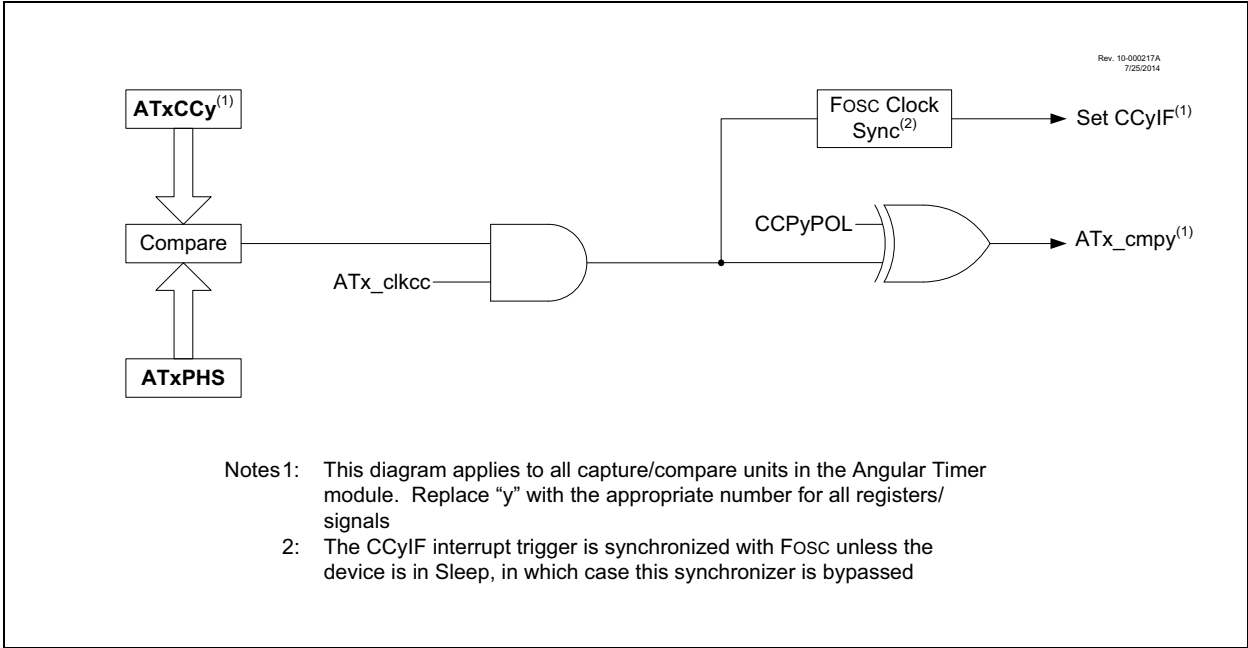 Rev. 10-000217A
7/25/2014
ATxCCy(1)
FOSC Clock
Sync(2)
Set CCyIF(1)
Compare
CCPyPOL
ATx_cmpy(1)
ATx_clkcc
ATxPHS
Notes1: This diagram applies to all capture/compare units in the Angular Timer
module. Replace “y” with the appropriate number for all registers/
signals
2: The CCyIF interrupt trigger is synchronized with FOSC unless the
device is in Sleep, in which case this synchronizer is bypassed